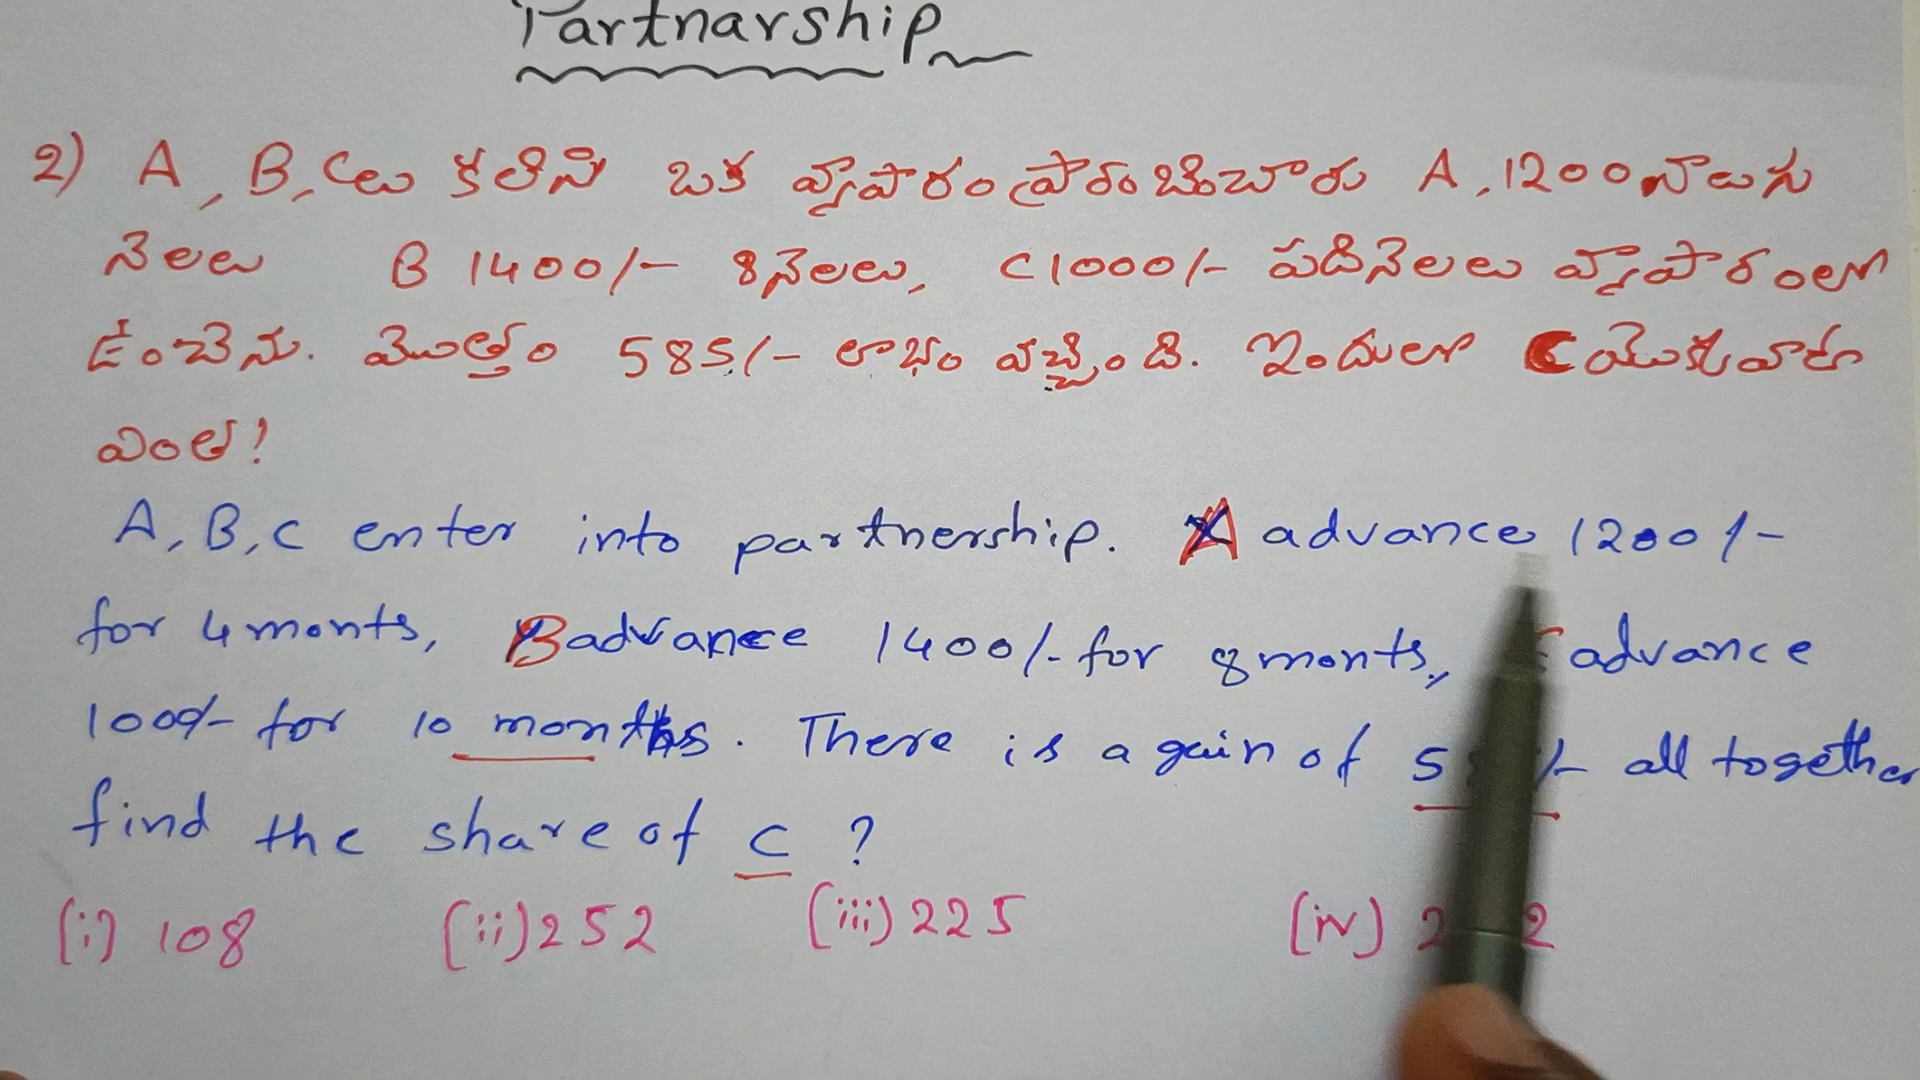 Partnarship
2) A, B, Cలు కలిసి ఒక వ్యాపారం ప్రారంభించారు A, 1200 నాలుగు
నెలలు B 1400/- 8 నెలలు, C 1000/- పదినెలలు వ్యాపారంలో
ఉంచెను. మొత్తం 585/- లాభం వచ్చింది. ఇందులో C యొక్క వాటా
ఎంత?
A, B, C enter into partnership. A advance 1200/-
for 4 monts, B advance 1400/- for 8 monts, advance
1000/- for 10 months. There is a gain of all together
find the share of C ?
(i) 108 (ii) 252 (iii) 225 (iv)